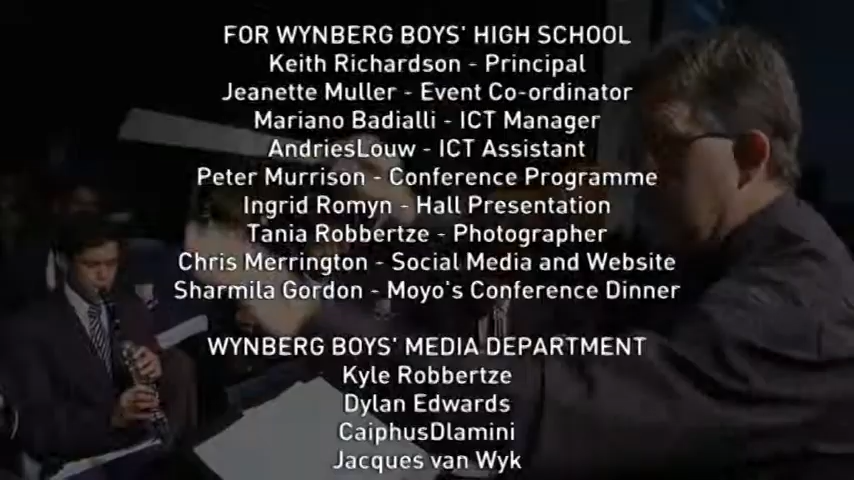 FOR WYNBERG BOYS' HIGH SCHOOL
Keith Richardson - Principal
Jeanette Muller - Event Co-ordinator
Mariano Badialli - ICT Manager
AndriesLouw - ICT Assistant
Peter Murrison - Conference Programme
Ingrid Romyn - Hall Presentation
Tania Robbertze - Photographer
Chris Merrington - Social Media and Website
Sharmila Gordon - Moyo's Conference Dinner
WYNBERG BOYS' MEDIA DEPARTMENT
Kyle Robbertze
Dylan Edwards
CaiphusDlamini
Jacques van Wyk